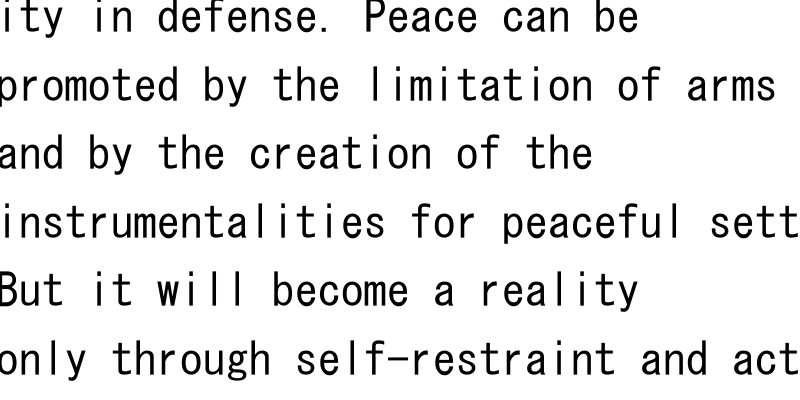 ity in defense. Peace can be
promoted by the limitation of arms
and by the creation of the
instrumentalities for peaceful sett
But it will become a reality
only through self-restraint and act